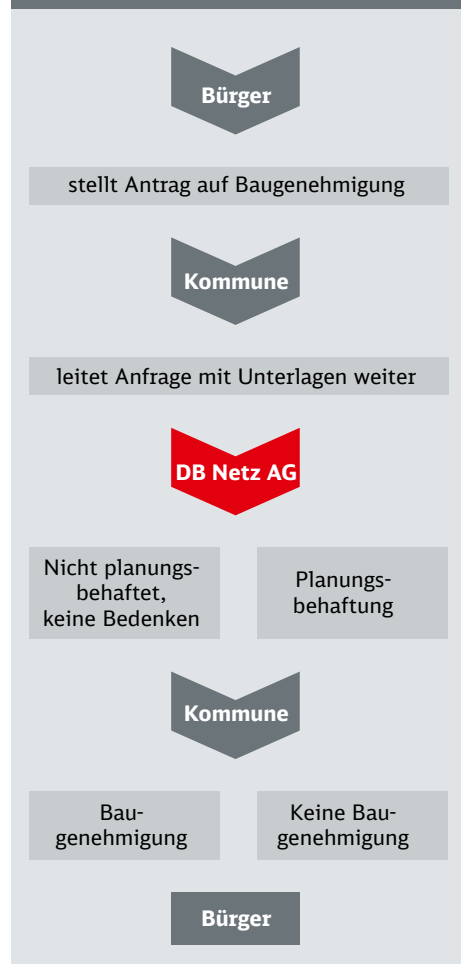 Bürger
stellt Antrag auf Baugenehmigung
Kommune
leitet Anfrage mit Unterlagen weiter
DB Netz AG
Nicht planungs-
behaftet,
keine Bedenken
Planungs-
behaftung
Kommune
Bau-
genehmigung
Keine Bau-
genehmigung
Bürger